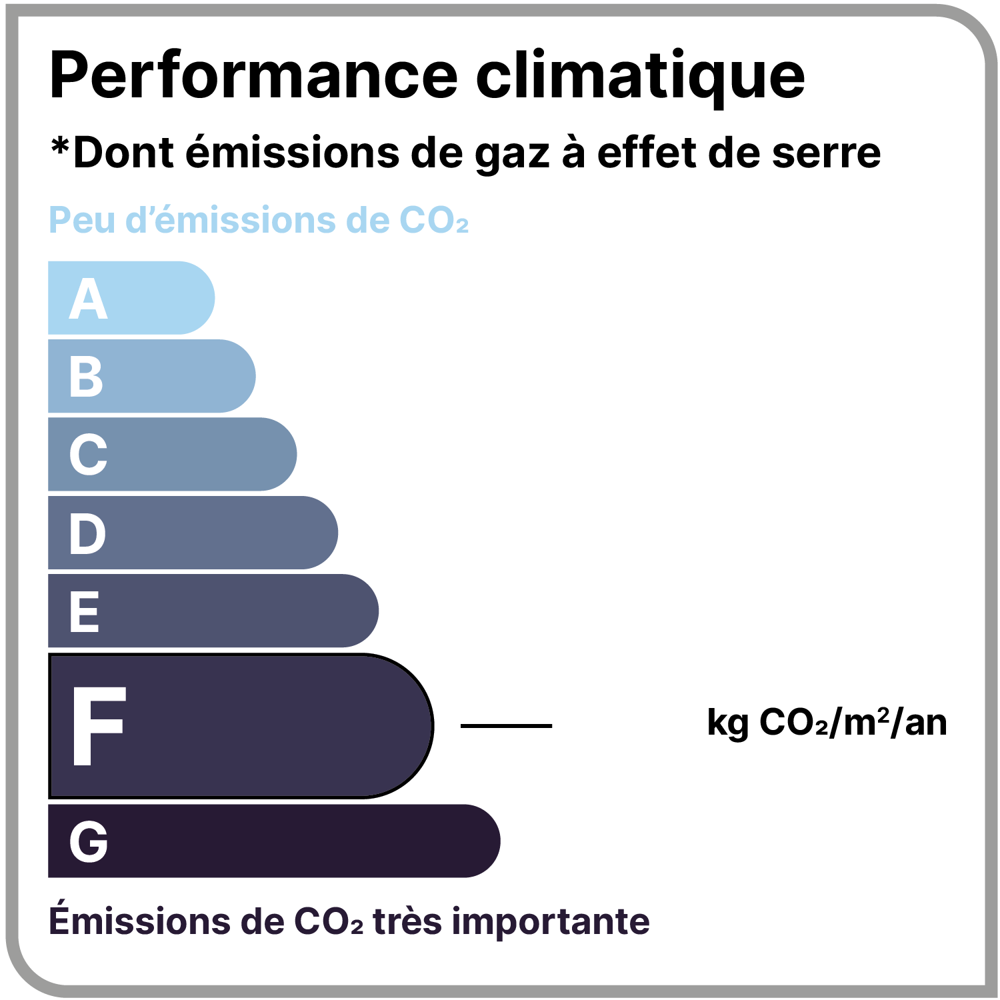 Performance climatique
*Dont émissions de gaz à effet de serre
Peu d’émissions de CO₂
A
B
C
D
E
F
kg CO₂/m²/an
G
Émissions de CO₂ très importante